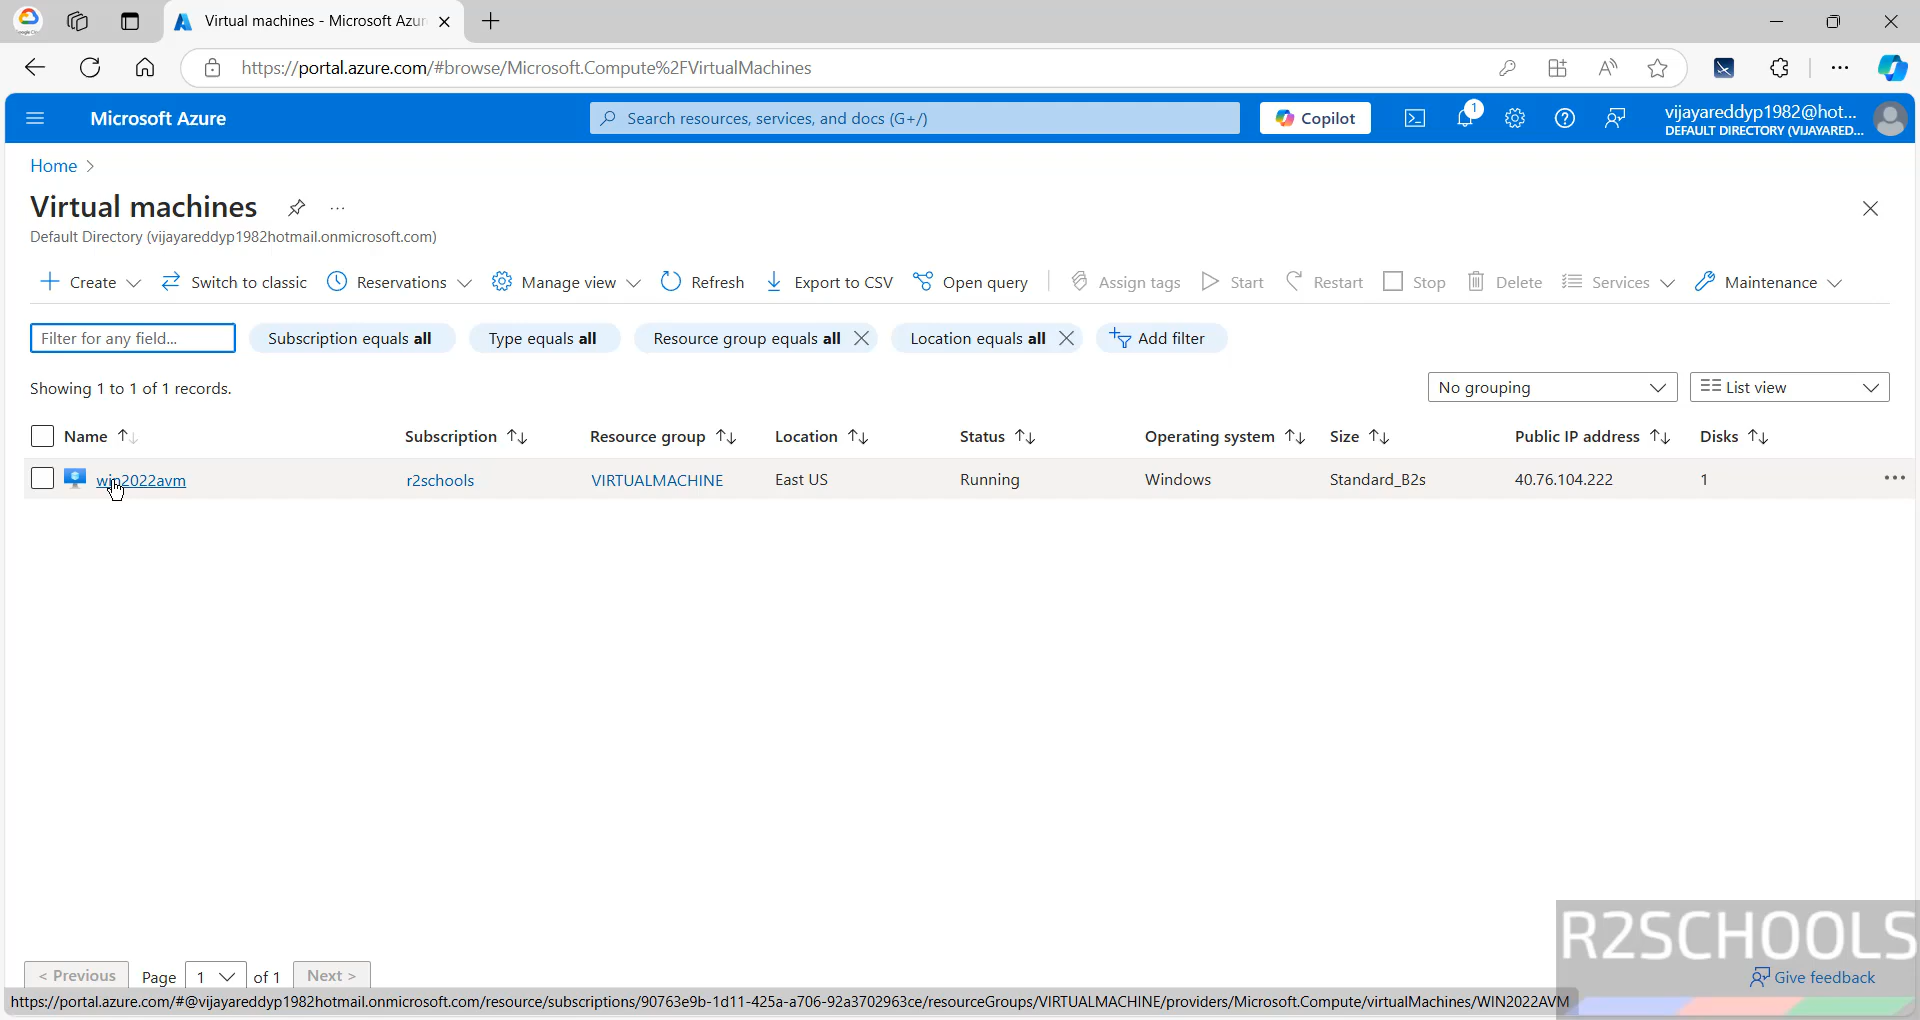 Virtual machines - Microsoft Azur
https://portal.azure.com/#browse/Microsoft.Compute%2FVirtualMachines
Microsoft Azure
Search resources, services, and docs (G+/)
Copilot
1
vijayareddyp1982@hot...
DEFAULT DIRECTORY (VIJAYARED...
Home >
Virtual machines
...
Default Directory (vijayareddyp1982hotmail.onmicrosoft.com)
Create Switch to classic Reservations Manage view Refresh Export to CSV Open query Assign tags Start Restart Stop Delete Services Maintenance
Filter for any field... Subscription equals all Type equals all Resource group equals all Location equals all Add filter
Showing 1 to 1 of 1 records.
No grouping List view
Name Subscription Resource group Location Status Operating system Size Public IP address Disks
win2022avm r2schools VIRTUALMACHINE East US Running Windows Standard_B2s 40.76.104.222 1
R2SCHOOLS
< Previous Page 1 of 1 Next >
Give feedback
https://portal.azure.com/#@vijayareddyp1982hotmail.onmicrosoft.com/resource/subscriptions/90763e9b-1d11-425a-a706-92a3702963ce/resourceGroups/VIRTUALMACHINE/providers/Microsoft.Compute/virtualMachines/WIN2022AVM